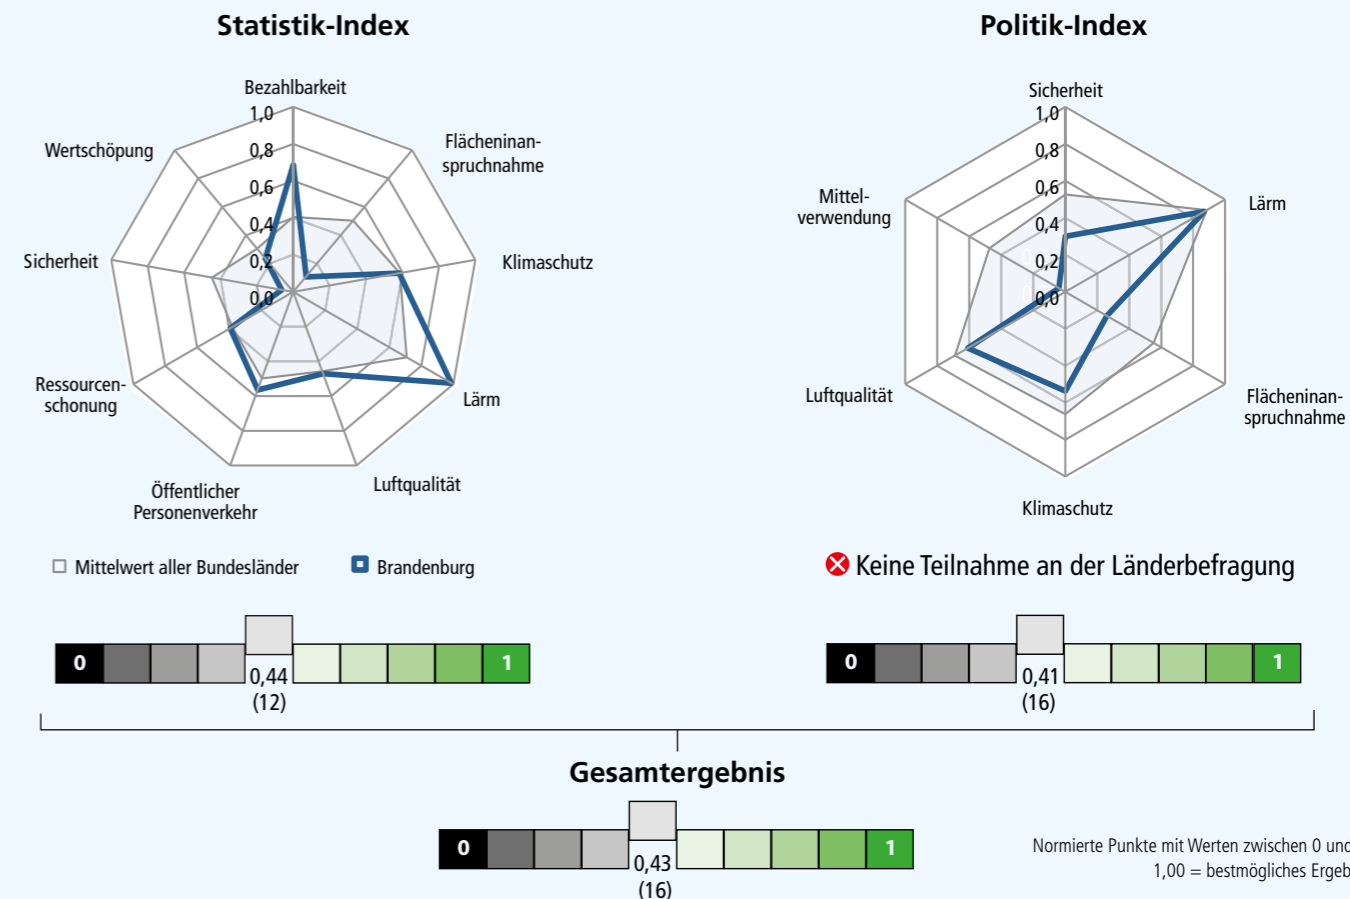 Statistik-Index
Bezahlbarkeit
1,0
0,8
0,6
0,4
0,2
0,0
Flächeninan-
spruchnahme
Klimaschutz
Lärm
Luftqualität
Öffentlicher
Personenverkehr
Ressourcen-
schonung
Sicherheit
Wertschöpung
Mittelwert aller Bundesländer
Brandenburg
0
1
0,44
(12)
Politik-Index
Sicherheit
1,0
0,8
0,6
0,4
0,2
0,0
Lärm
Flächeninan-
spruchnahme
Klimaschutz
Luftqualität
Mittel-
verwendung
Keine Teilnahme an der Länderbefragung
0
1
0,41
(16)
Gesamtergebnis
0
1
0,43
(16)
Normierte Punkte mit Werten zwischen 0 und
1,00 = bestmögliches Ergeb